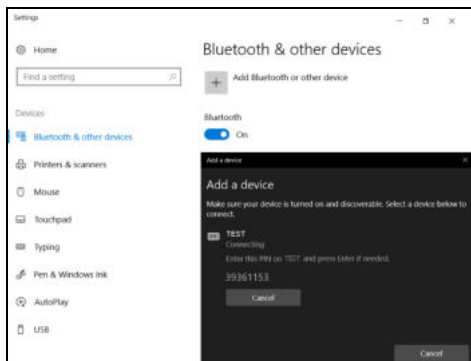 Settings
Home
Bluetooth & other devices
Find a setting
Add Bluetooth or other device
Devices
Bluetooth
Bluetooth & other devices
On
Printers & scanners
Mouse
Touchpad
Typing
Pen & Windows Ink
AutoPlay
USB
Add a device
Add a device
Make sure your device is turned on and discoverable. Select a device below to
connect.
TEST
Connecting
Enter this PIN on TEST and press Enter if needed.
39361153
Cancel
Cancel